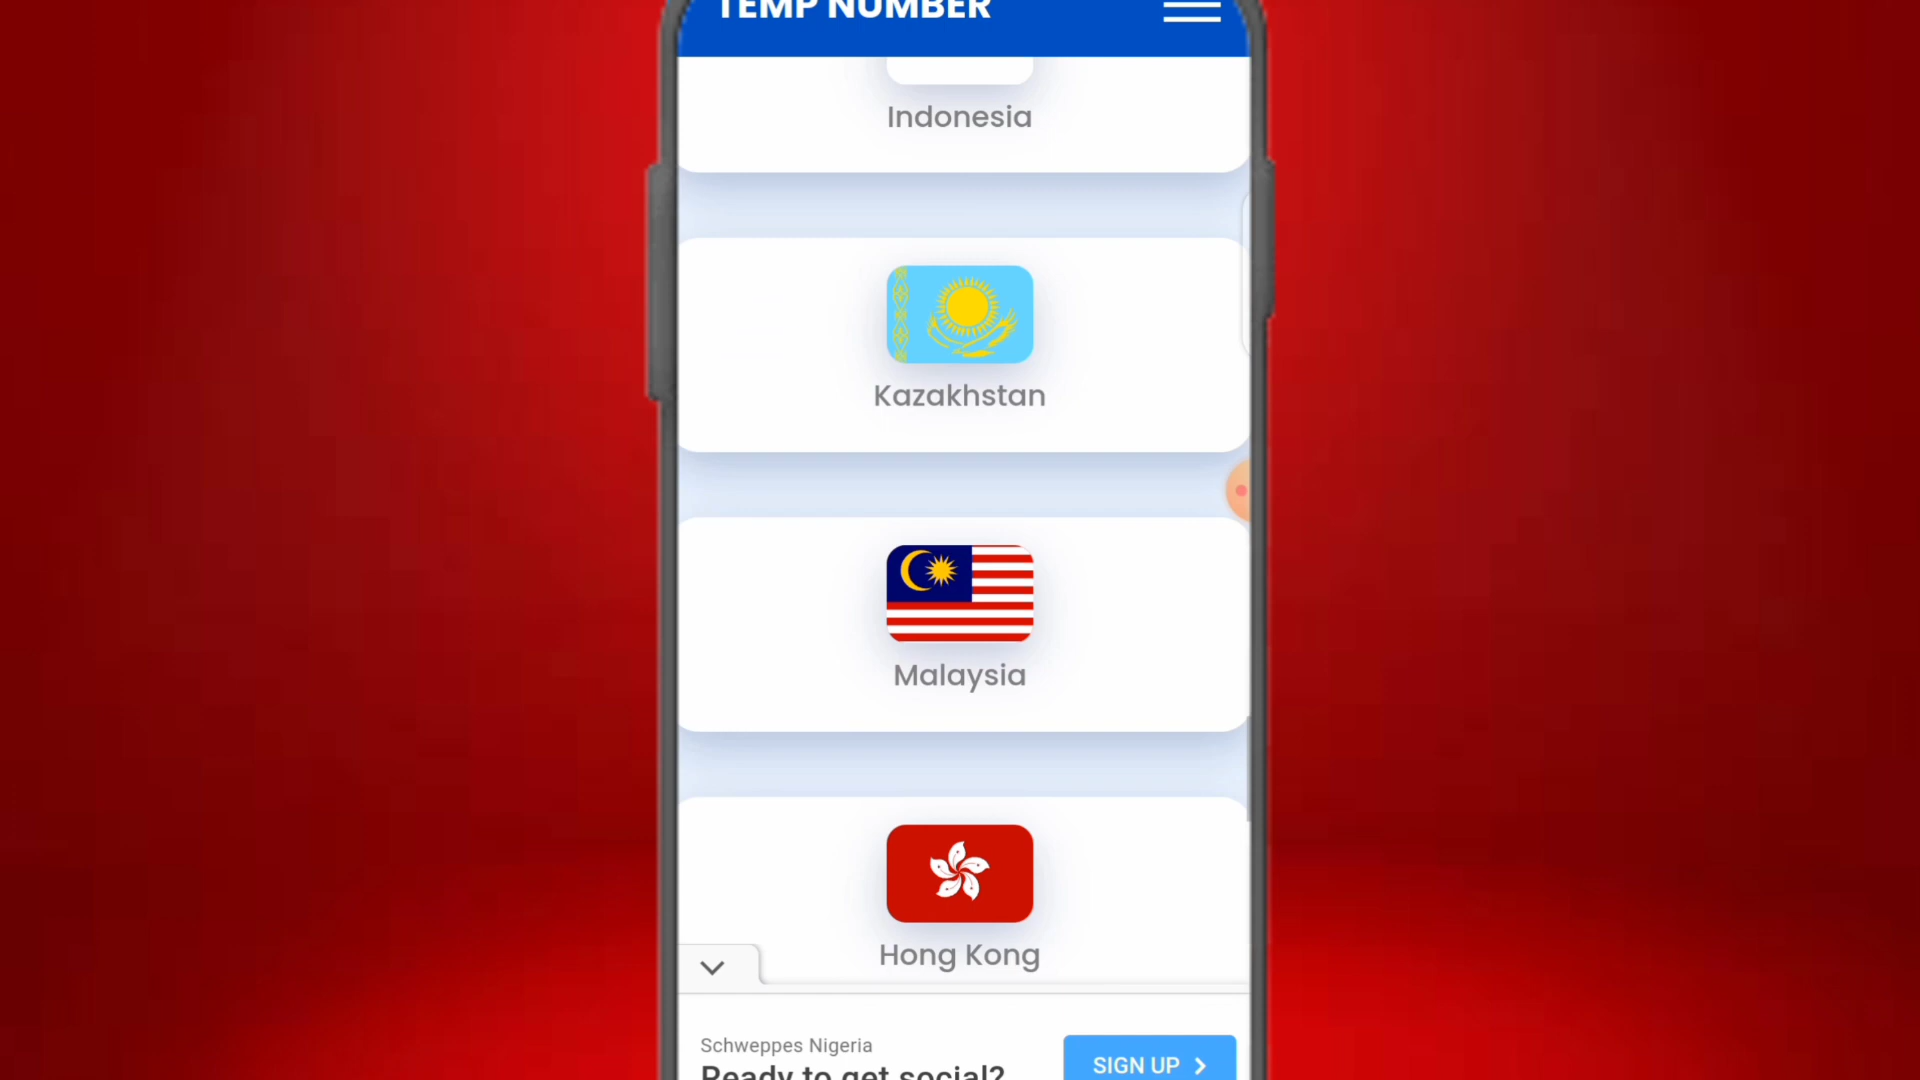 TEMP NUMBER
Indonesia
Kazakhstan
Malaysia
Hong Kong
Schweppes Nigeria
Ready to get social?
SIGN UP